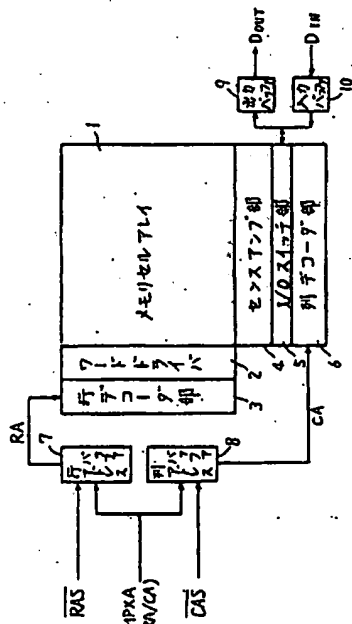 メモリセルアレイ
1
ワードドライバ
2
行デコーダ部
3
センスアンプ部
4
I/Oスイッチ部
5
列デコーダ部
6
RA
行アドレスバッファ
7
列アドレスバッファ
8
CA
RAS
MPXA
(RA/CA)
CAS
出力バッファ
9
DOUT
入力バッファ
10
DIN